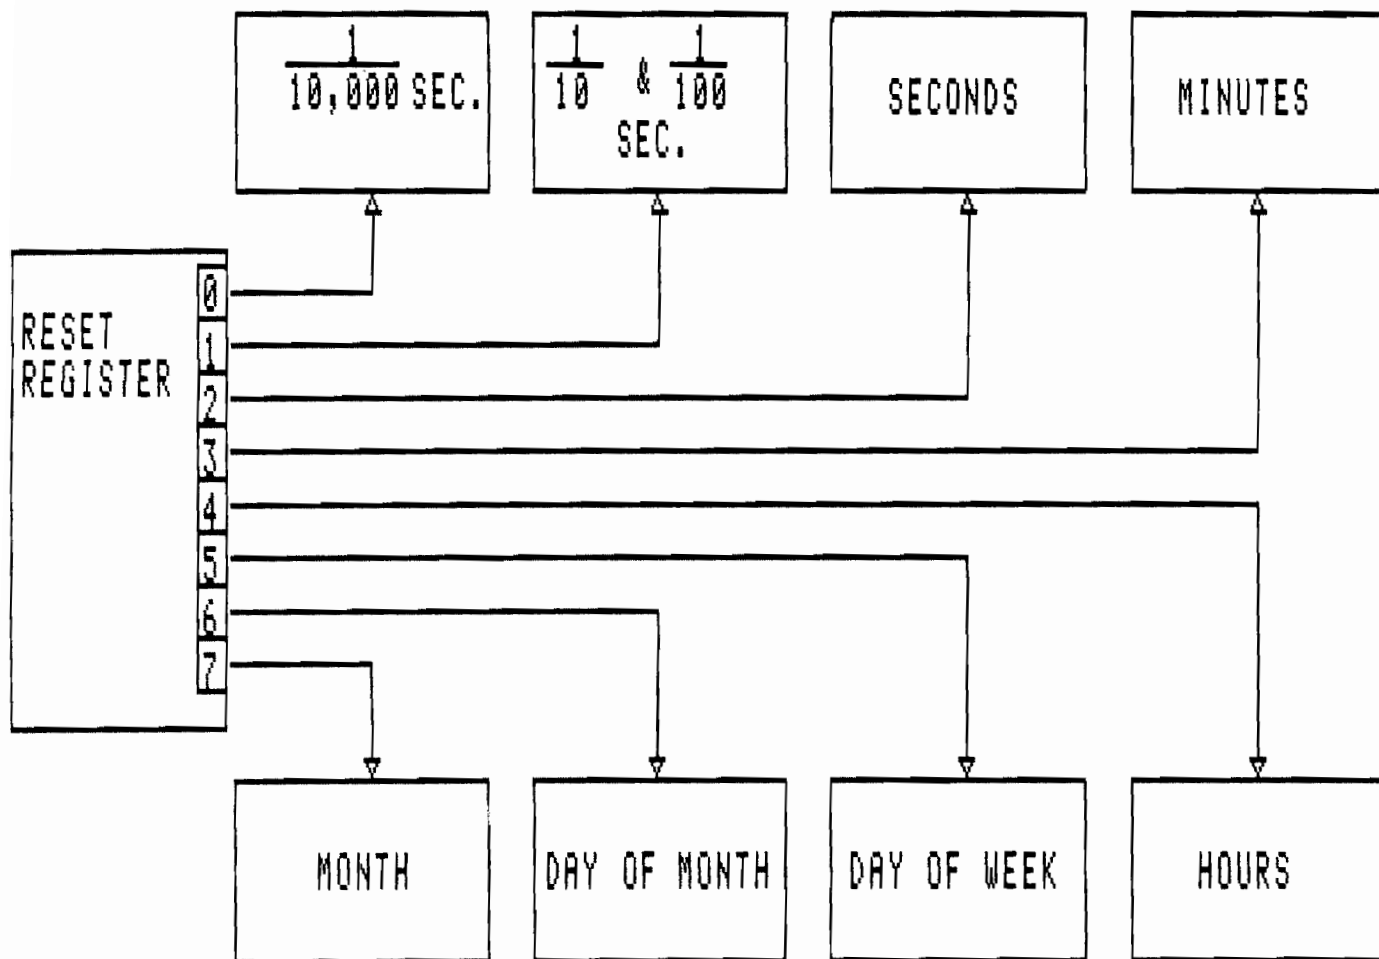 1
10,000 SEC.
1 & 1
10 100
SEC.
SECONDS
MINUTES
RESET
REGISTER
0
1
2
3
4
5
6
7
MONTH
DAY OF MONTH
DAY OF WEEK
HOURS